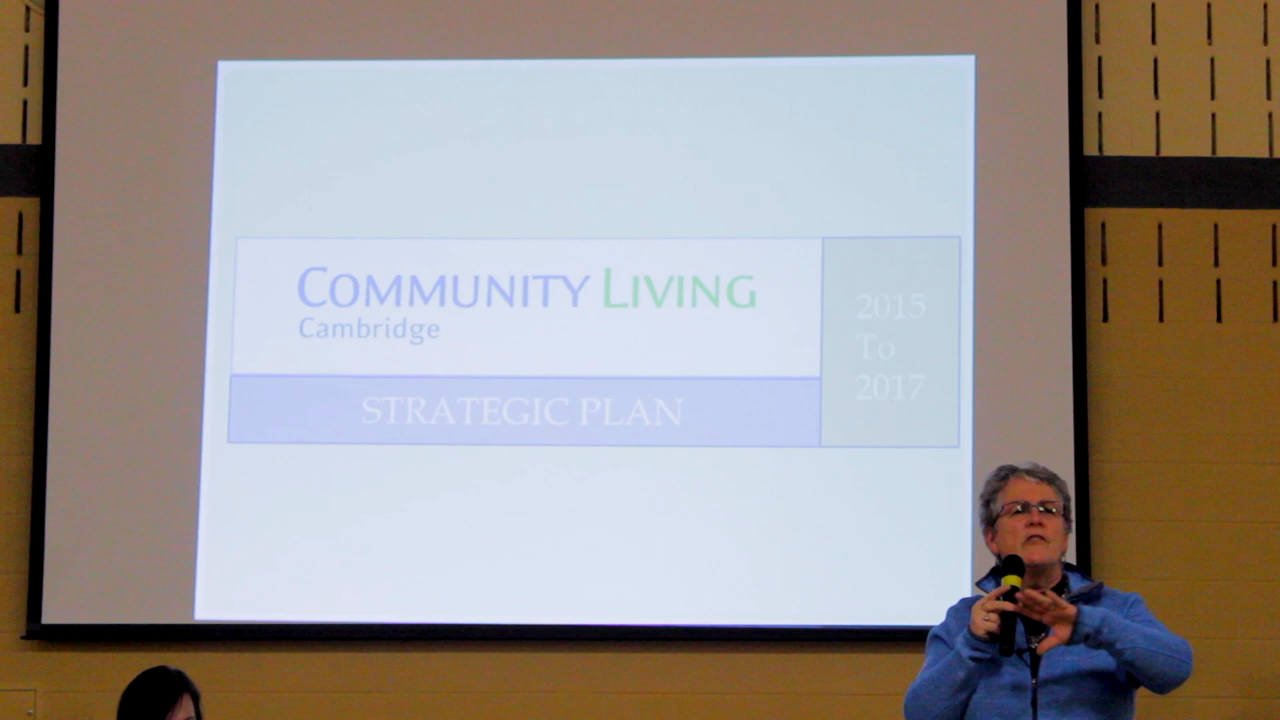 COMMUNITY LIVING
Cambridge
STRATEGIC PLAN
2015
To
2017